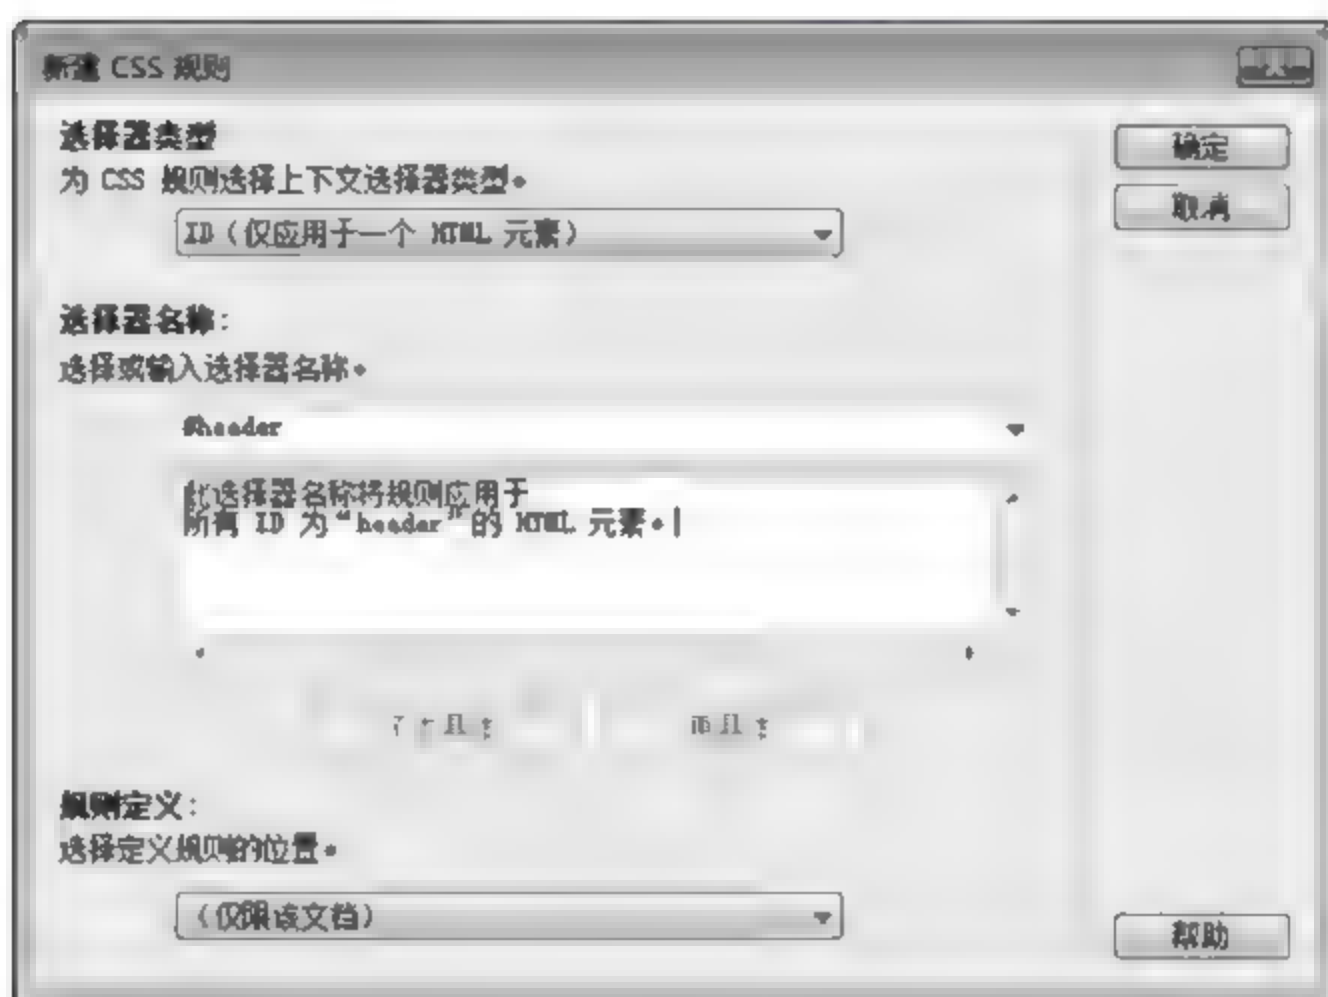 新建 CSS 规则
选择器类型
为 CSS 规则选择上下文选择器类型。
ID（仅应用于一个 HTML 元素）
选择器名称：
选择或输入选择器名称。
#header
此选择器名称将规则应用于
所有 ID 为“header”的 HTML 元素。
规则定义：
选择定义规则的位置。
（仅限该文档）
确定
取消
帮助